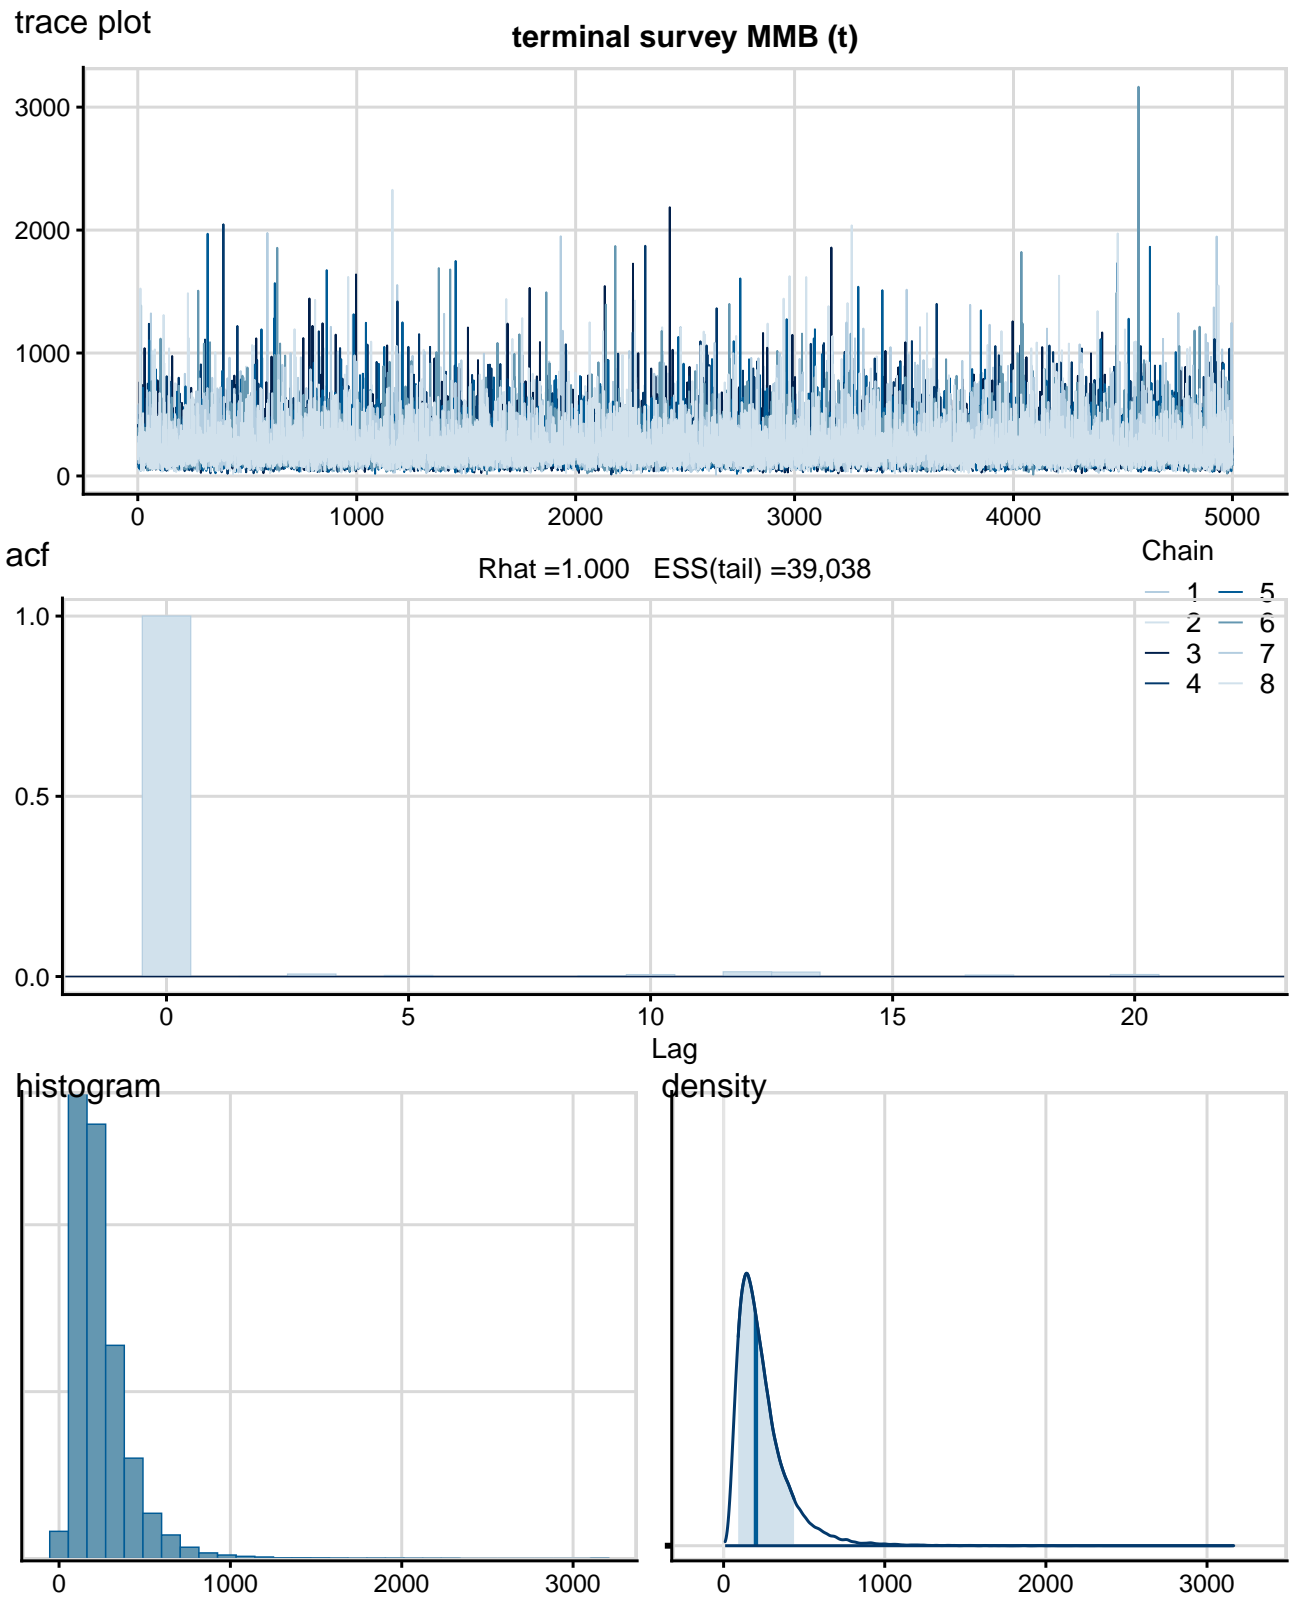 trace plot
terminal survey MMB (t)
3000
2000
1000
0
0 1000 2000 3000 4000 5000
acf
Rhat =1.000 ESS(tail) =39,038
Chain
1 5
2 6
3 7
4 8
1.0
0.5
0.0
0 5 10 15 20
Lag
histogram
0 1000 2000 3000
density
0 1000 2000 3000